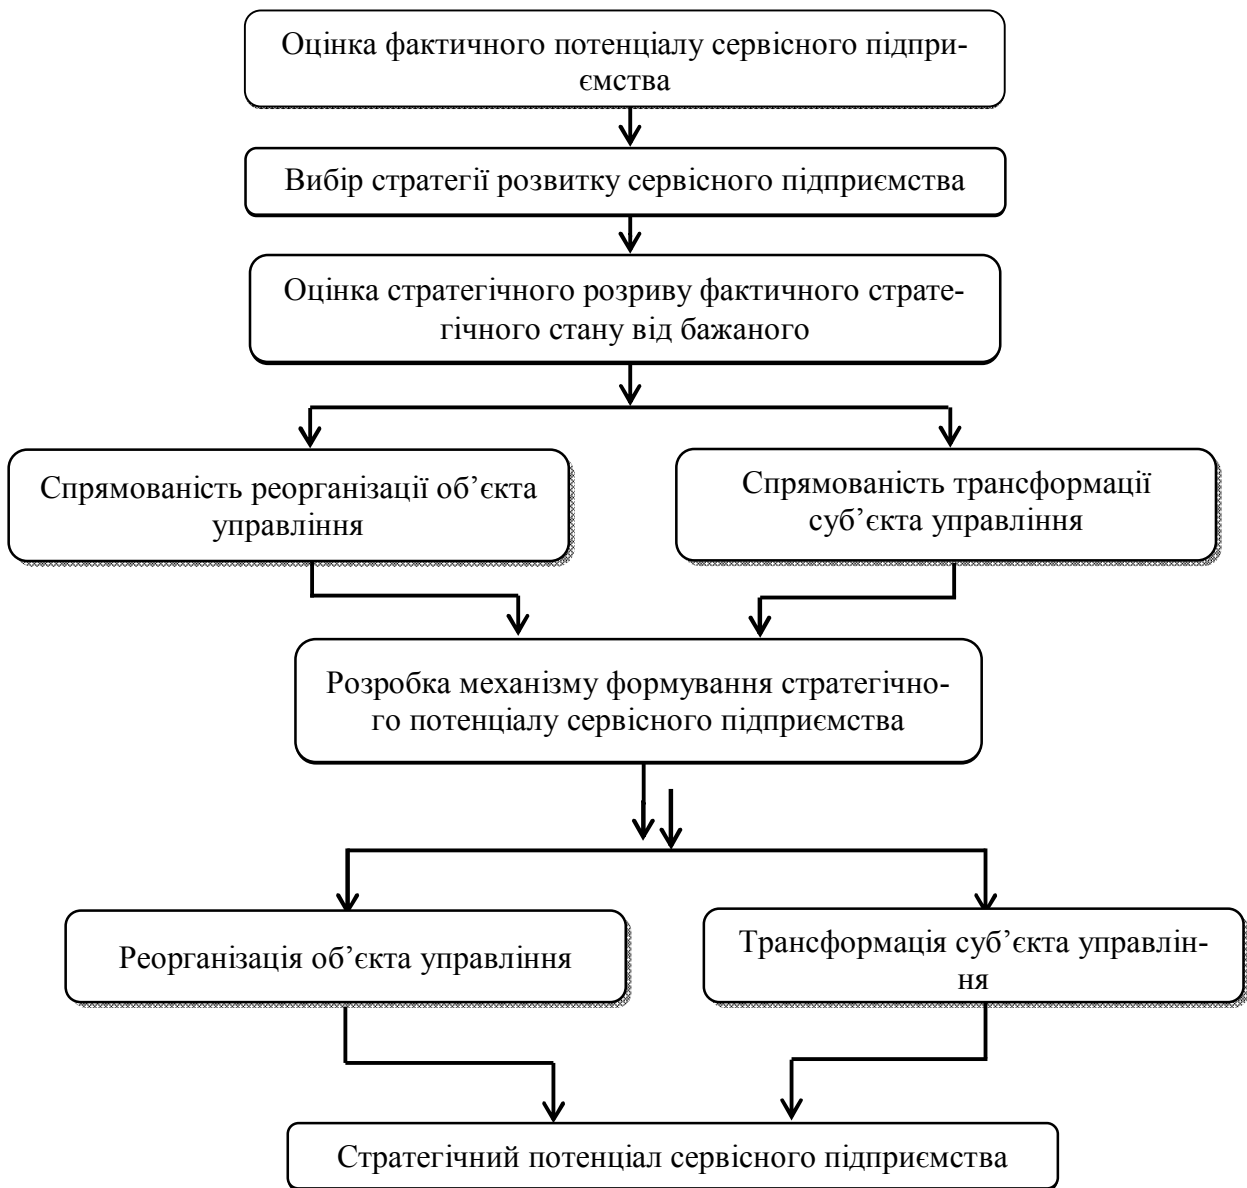 Оцінка фактичного потенціалу сервісного підпри-
ємства
Вибір стратегії розвитку сервісного підприємства
Оцінка стратегічного розриву фактичного страте-
гічного стану від бажаного
Спрямованість реорганізації об’єкта
управління
Спрямованість трансформації
суб’єкта управління
Розробка механізму формування стратегічно-
го потенціалу сервісного підприємства
Реорганізація об’єкта управління
Трансформація суб’єкта управлін-
ня
Стратегічний потенціал сервісного підприємства